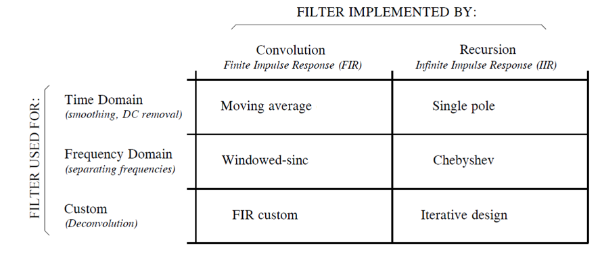 FILTER IMPLEMENTED BY:
Convolution
Finite Impulse Response (FIR)
Recursion
Infinite Impulse Response (IIR)
FILTER USED FOR:
Time Domain
(smoothing, DC removal)
Moving average
Single pole
Frequency Domain
(separating frequencies)
Windowed-sinc
Chebyshev
Custom
(Deconvolution)
FIR custom
Iterative design